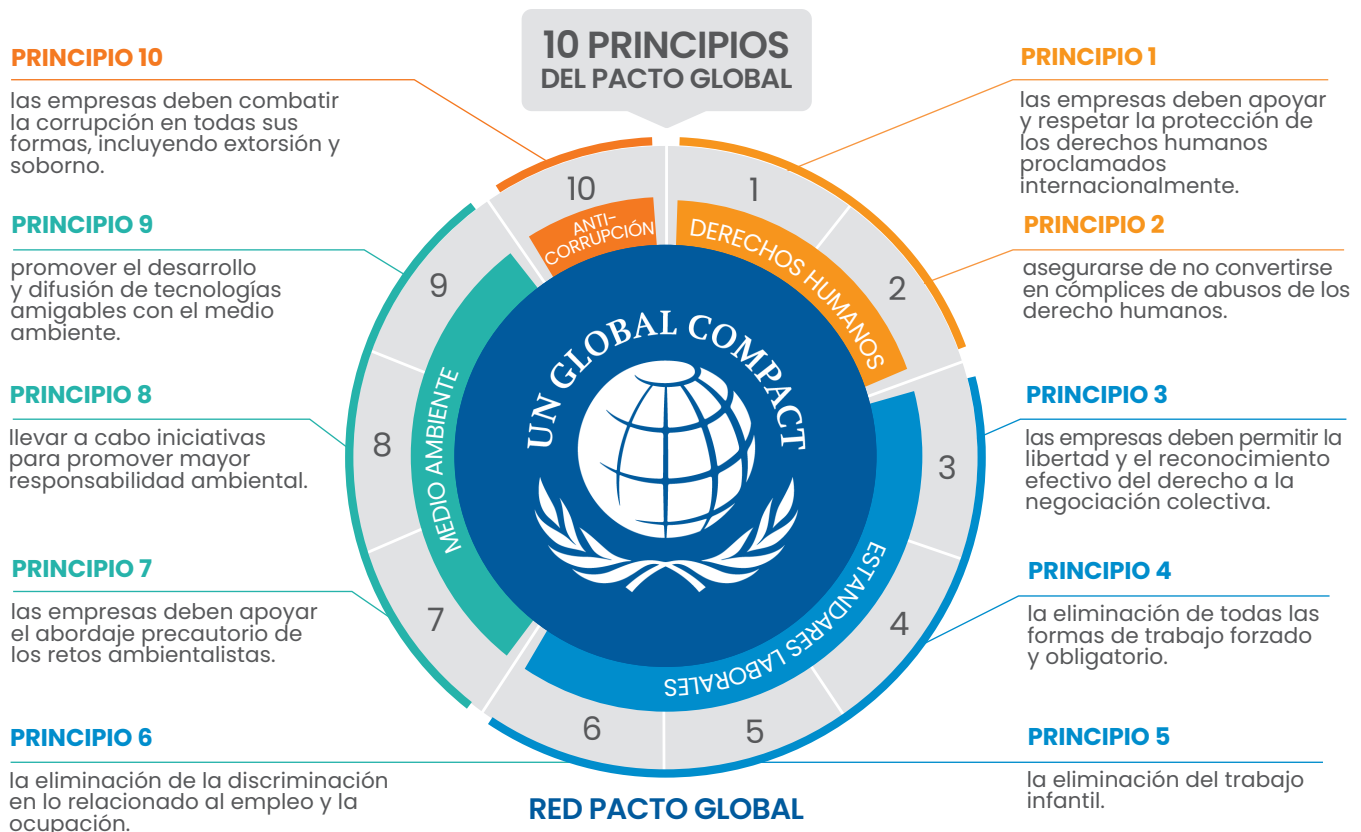 10 PRINCIPIOS
DEL PACTO GLOBAL
PRINCIPIO 1
las empresas deben apoyar
y respetar la protección de
los derechos humanos
proclamados
internacionalmente.
PRINCIPIO 2
asegurarse de no convertirse
en cómplices de abusos de los
derecho humanos.
PRINCIPIO 3
las empresas deben permitir la
libertad y el reconocimiento
efectivo del derecho a la
negociación colectiva.
PRINCIPIO 4
la eliminación de todas las
formas de trabajo forzado
y obligatorio.
PRINCIPIO 5
la eliminación del trabajo
infantil.
PRINCIPIO 6
la eliminación de la discriminación
en lo relacionado al empleo y la
ocupación.
PRINCIPIO 7
las empresas deben apoyar
el abordaje precautorio de
los retos ambientalistas.
PRINCIPIO 8
llevar a cabo iniciativas
para promover mayor
responsabilidad ambiental.
PRINCIPIO 9
promover el desarrollo
y difusión de tecnologías
amigables con el medio
ambiente.
PRINCIPIO 10
las empresas deben combatir
la corrupción en todas sus
formas, incluyendo extorsión y
soborno.
1
2
3
4
5
6
7
8
9
10
DERECHOS HUMANOS
ESTANDARES LABORALES
MEDIO AMBIENTE
ANTI-
CORRUPCIÓN
UN GLOBAL COMPACT
RED PACTO GLOBAL